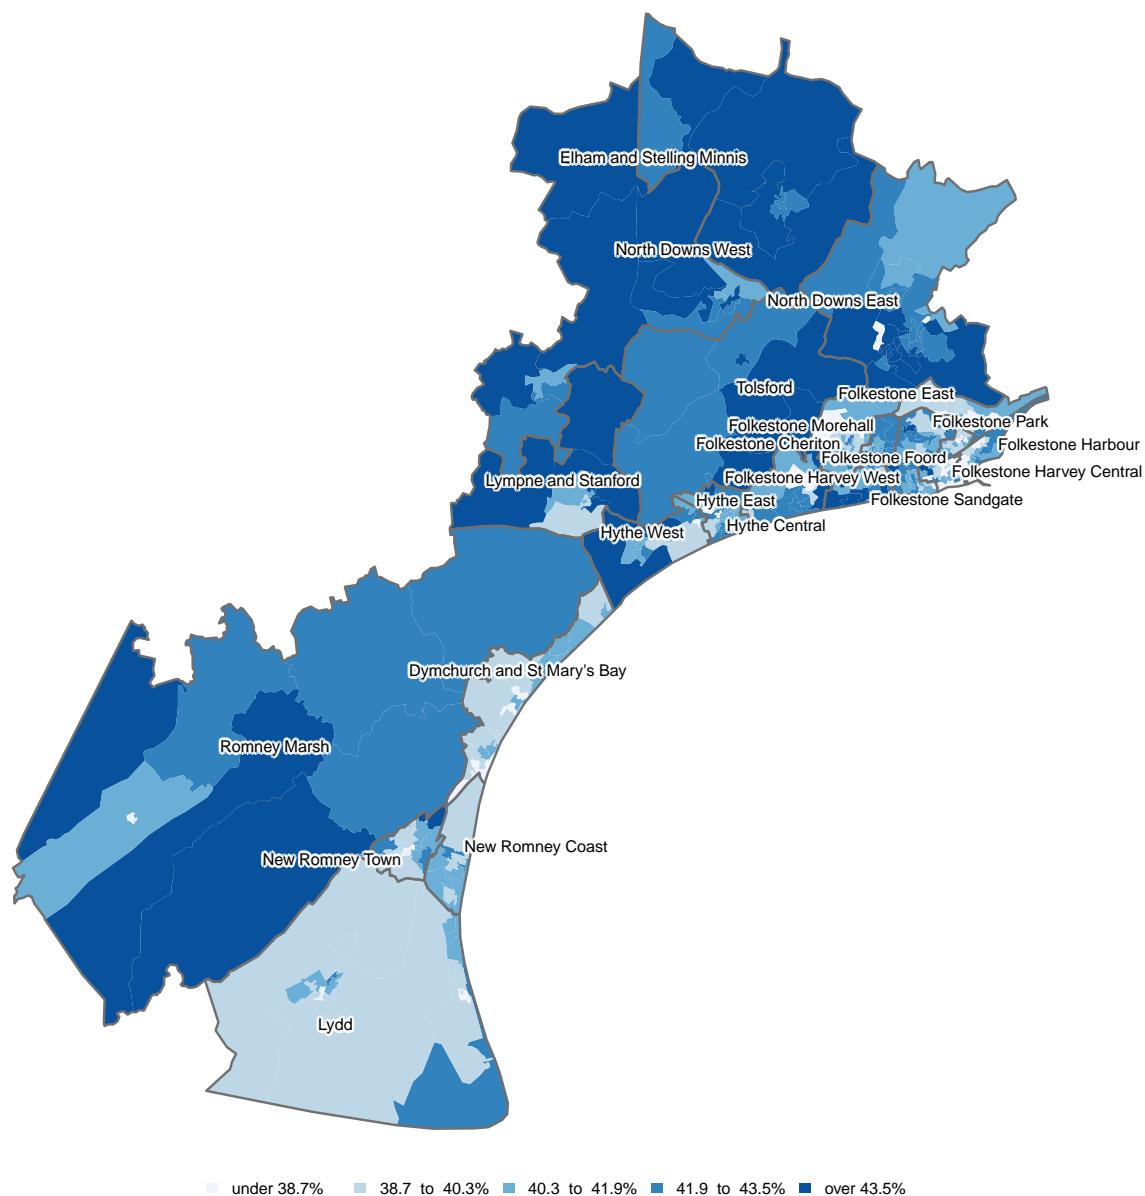 Elham and Stelling Minnis
North Downs West
North Downs East
Tolsford
Folkestone East
Folkestone Morehall
Folkestone Park
Folkestone Cheriton
Folkestone Harbour
Folkestone Foord
Folkestone Harvey Central
Folkestone Harvey West
Lympne and Stanford
Hythe East
Folkestone Sandgate
Hythe West
Hythe Central
Dymchurch and St Mary's Bay
Romney Marsh
New Romney Coast
New Romney Town
Lydd
under 38.7% 38.7 to 40.3% 40.3 to 41.9% 41.9 to 43.5% over 43.5%